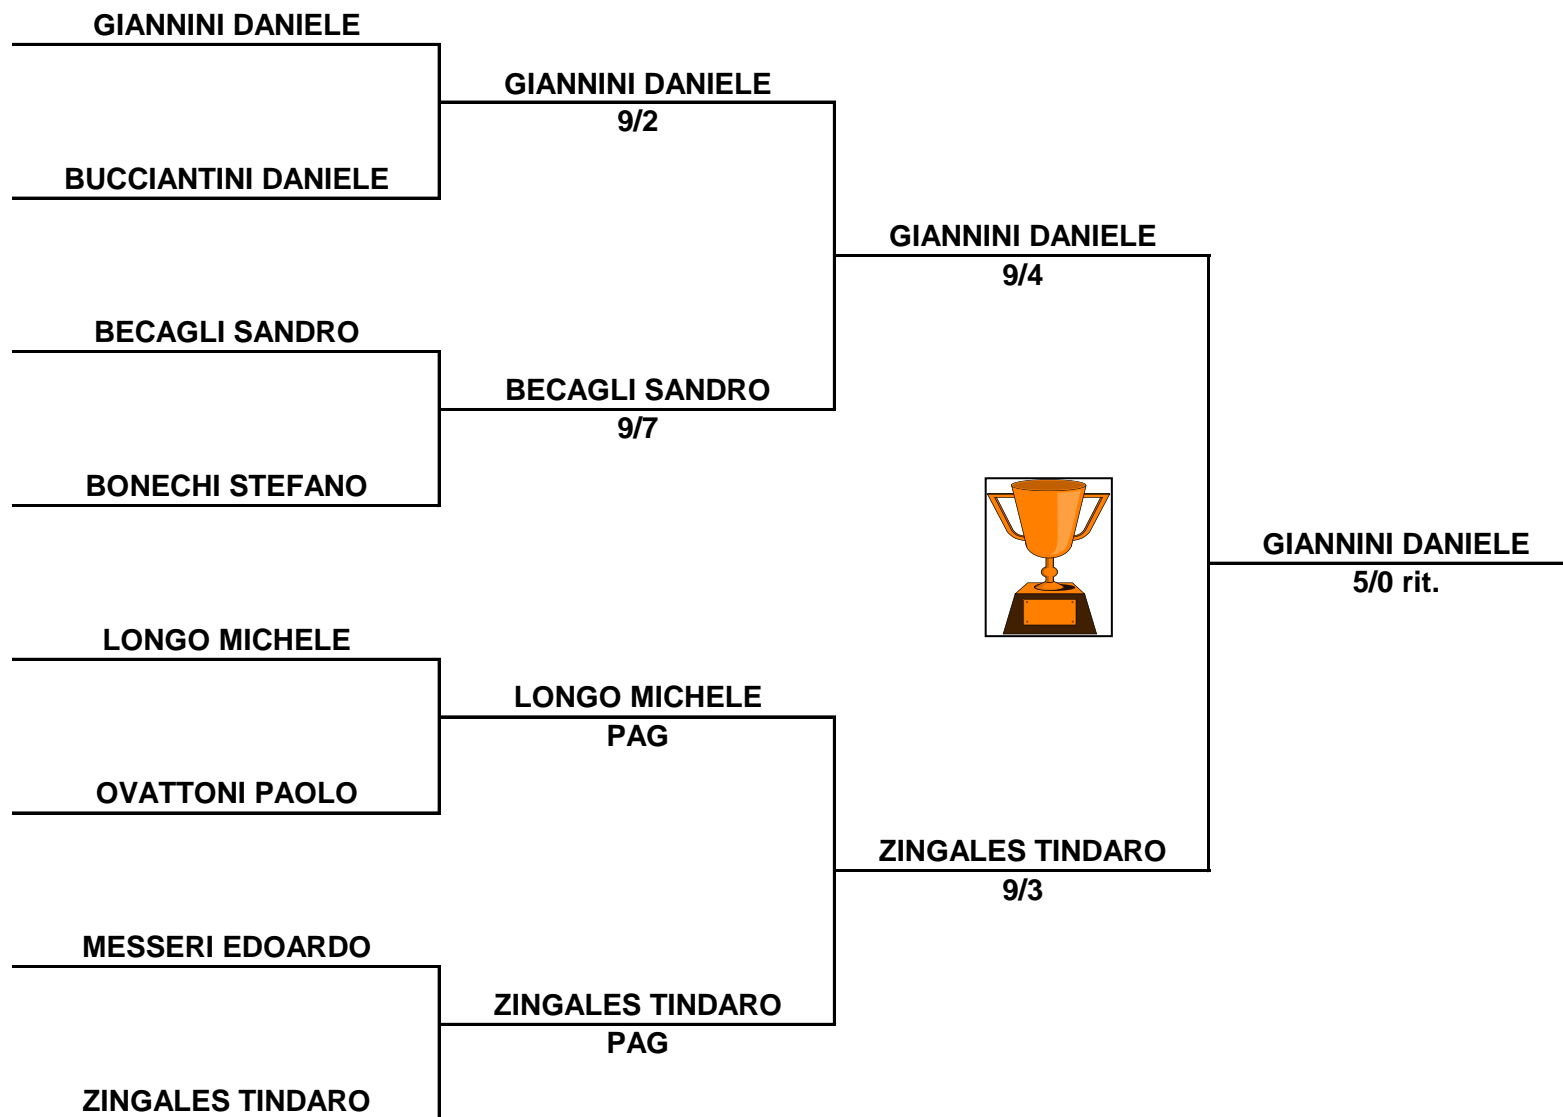 GIANNINI DANIELE
GIANNINI DANIELE
9/2
BUCCIANTINI DANIELE
GIANNINI DANIELE
9/4
BECAGLI SANDRO
BECAGLI SANDRO
9/7
BONECHI STEFANO
GIANNINI DANIELE
5/0 rit.
LONGO MICHELE
LONGO MICHELE
PAG
OVATTONI PAOLO
ZINGALES TINDARO
9/3
MESSERI EDOARDO
ZINGALES TINDARO
PAG
ZINGALES TINDARO